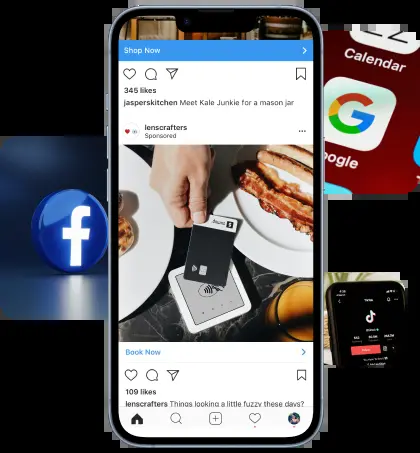 Shop Now
345 likes
jasperskitchen Meet Kale Junkie for a mason jar
lenscrafters
Sponsored
Book Now
109 likes
lenscrafters Things looking a little fuzzy these days?
Calendar
oogle
TikTok